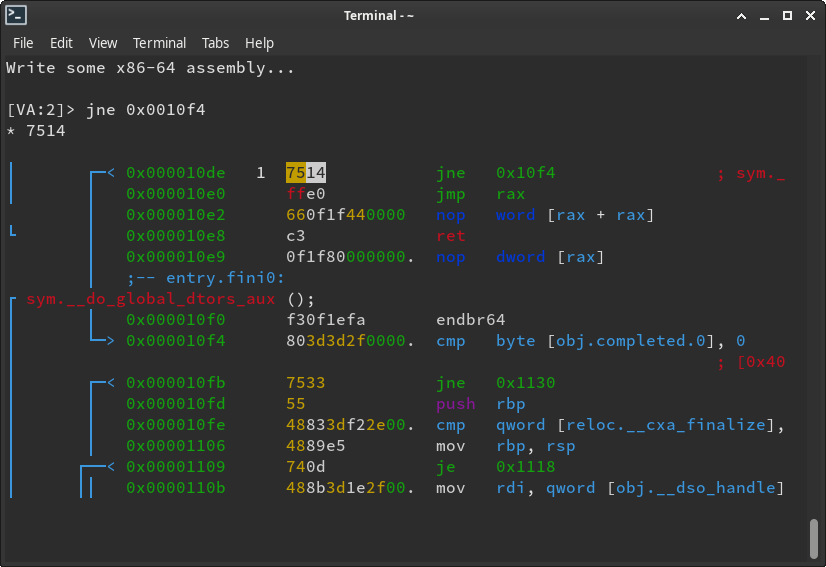 Terminal - ~
File Edit View Terminal Tabs Help
Write some x86-64 assembly...
[VA:2]> jne 0x0010f4
* 7514
< 0x000010de 1 7514 jne 0x10f4 ; sym._
0x000010e0 ffe0 jmp rax
0x000010e2 660f1f440000 nop word [rax + rax]
0x000010e8 c3 ret
0x000010e9 0f1f80000000. nop dword [rax]
;-- entry.fini0:
sym.__do_global_dtors_aux ();
0x000010f0 f30f1efa endbr64
> 0x000010f4 803d3d2f0000. cmp byte [obj.completed.0], 0
; [0x40
< 0x000010fb 7533 jne 0x1130
0x000010fd 55 push rbp
0x000010fe 48833df22e00. cmp qword [reloc.__cxa_finalize],
0x00001106 4889e5 mov rbp, rsp
< 0x00001109 740d je 0x1118
0x0000110b 488b3d1e2f00. mov rdi, qword [obj.__dso_handle]